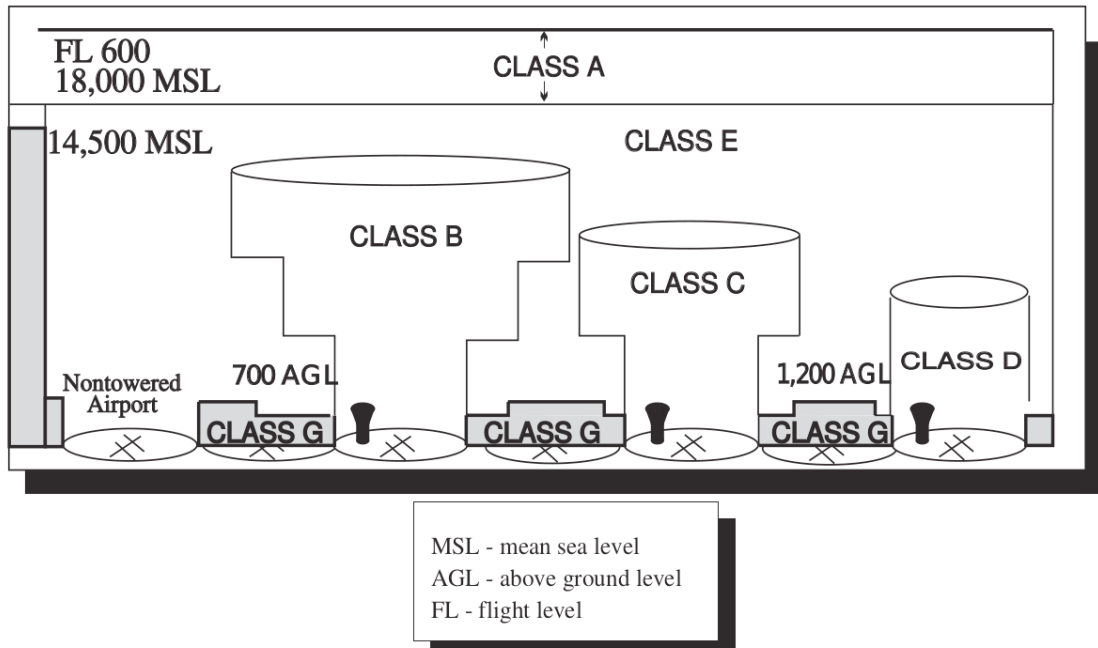 FL 600
18,000 MSL
CLASS A
14,500 MSL
CLASS E
CLASS B
CLASS C
CLASS D
Nontowered
Airport
700 AGL
1,200 AGL
CLASS G
CLASS G
CLASS G
MSL - mean sea level
AGL - above ground level
FL - flight level